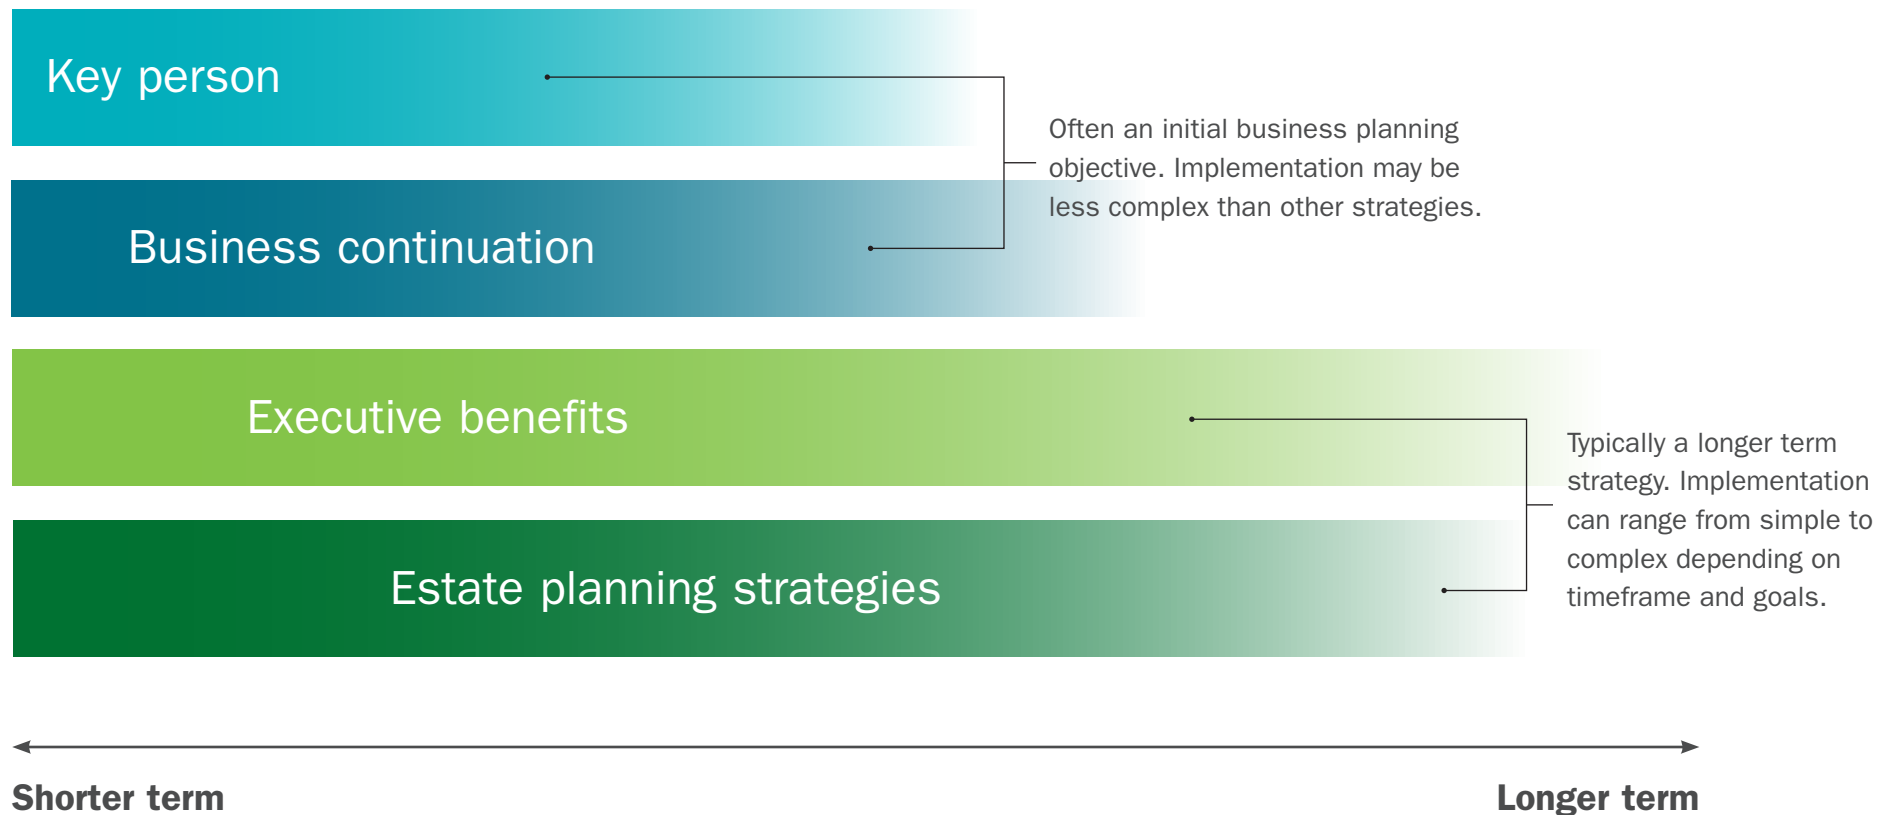 Key person
Often an initial business planning
objective. Implementation may be
less complex than other strategies.
Business continuation
Executive benefits
Typically a longer term
strategy. Implementation
can range from simple to
complex depending on
timeframe and goals.
Estate planning strategies
Shorter term
Longer term